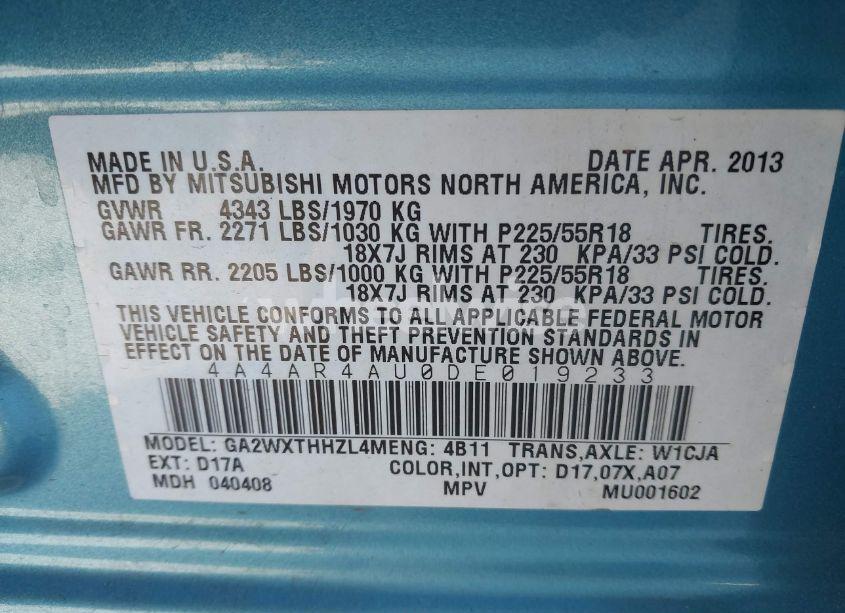 MADE IN U.S.A. DATE APR. 2013
MFD BY MITSUBISHI MOTORS NORTH AMERICA, INC.
GVWR 4343 LBS/1970 KG
GAWR FR. 2271 LBS/1030 KG WITH P225/55R18 TIRES.
18X7J RIMS AT 230 KPA/33 PSI COLD.
GAWR RR. 2205 LBS/1000 KG WITH P225/55R18 TIRES.
18X7J RIMS AT 230 KPA/33 PSI COLD.
THIS VEHICLE CONFORMS TO ALL APPLICABLE FEDERAL MOTOR
VEHICLE SAFETY AND THEFT PREVENTION STANDARDS IN
EFFECT ON THE DATE OF MANUFACTURE SHOWN ABOVE.
4A4AR4AU0DE019233
MODEL: GA2WXTHHZL4MENG: 4B11 TRANS,AXLE: W1CJA
EXT: D17A COLOR,INT,OPT: D17,07X,A07
MDH 040408 MPV MU001602